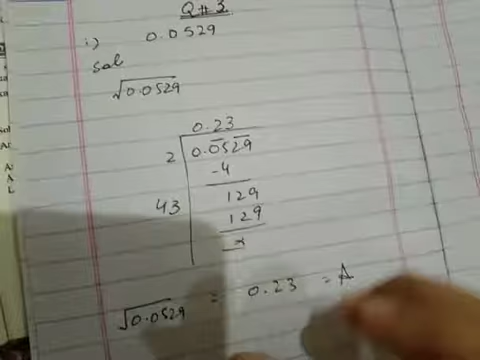 Q# 3
i) 0.0529
Sol
√0.0529
0.23
2 0.0529
-4
129
43 129
×
√0.0529 = 0.23 = A